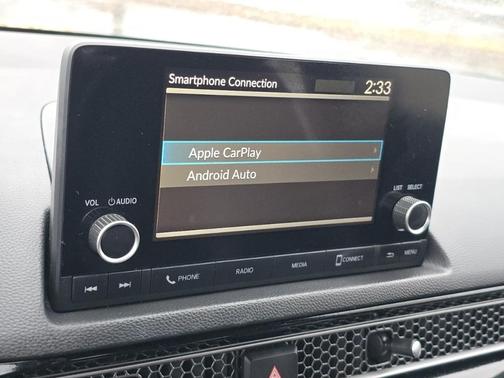 Smartphone Connection 2:33
Apple CarPlay
Android Auto
VOL AUDIO
LIST SELECT
PHONE RADIO MEDIA CONNECT MENU